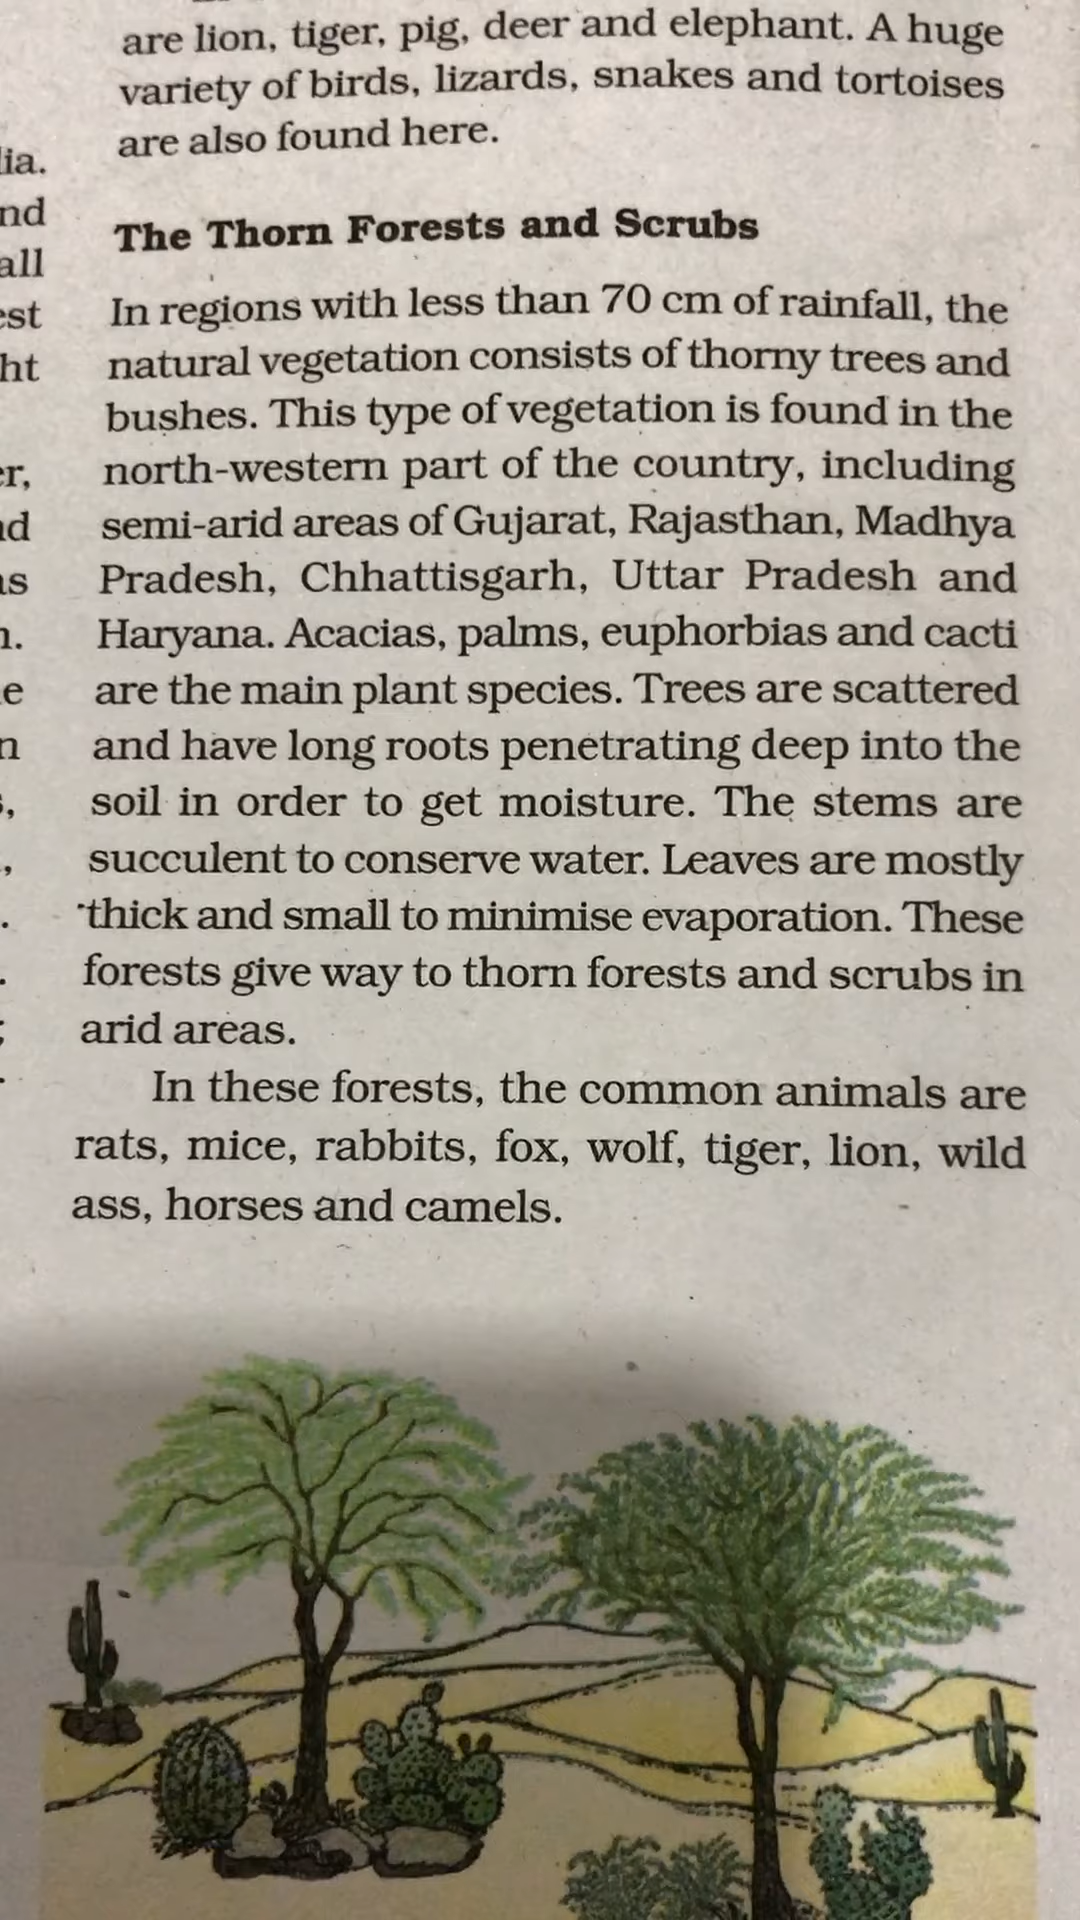 are lion, tiger, pig, deer and elephant. A huge
variety of birds, lizards, snakes and tortoises
are also found here.
The Thorn Forests and Scrubs
In regions with less than 70 cm of rainfall, the
natural vegetation consists of thorny trees and
bushes. This type of vegetation is found in the
north-western part of the country, including
semi-arid areas of Gujarat, Rajasthan, Madhya
Pradesh, Chhattisgarh, Uttar Pradesh and
Haryana. Acacias, palms, euphorbias and cacti
are the main plant species. Trees are scattered
and have long roots penetrating deep into the
soil in order to get moisture. The stems are
succulent to conserve water. Leaves are mostly
thick and small to minimise evaporation. These
forests give way to thorn forests and scrubs in
arid areas.
In these forests, the common animals are
rats, mice, rabbits, fox, wolf, tiger, lion, wild
ass, horses and camels.